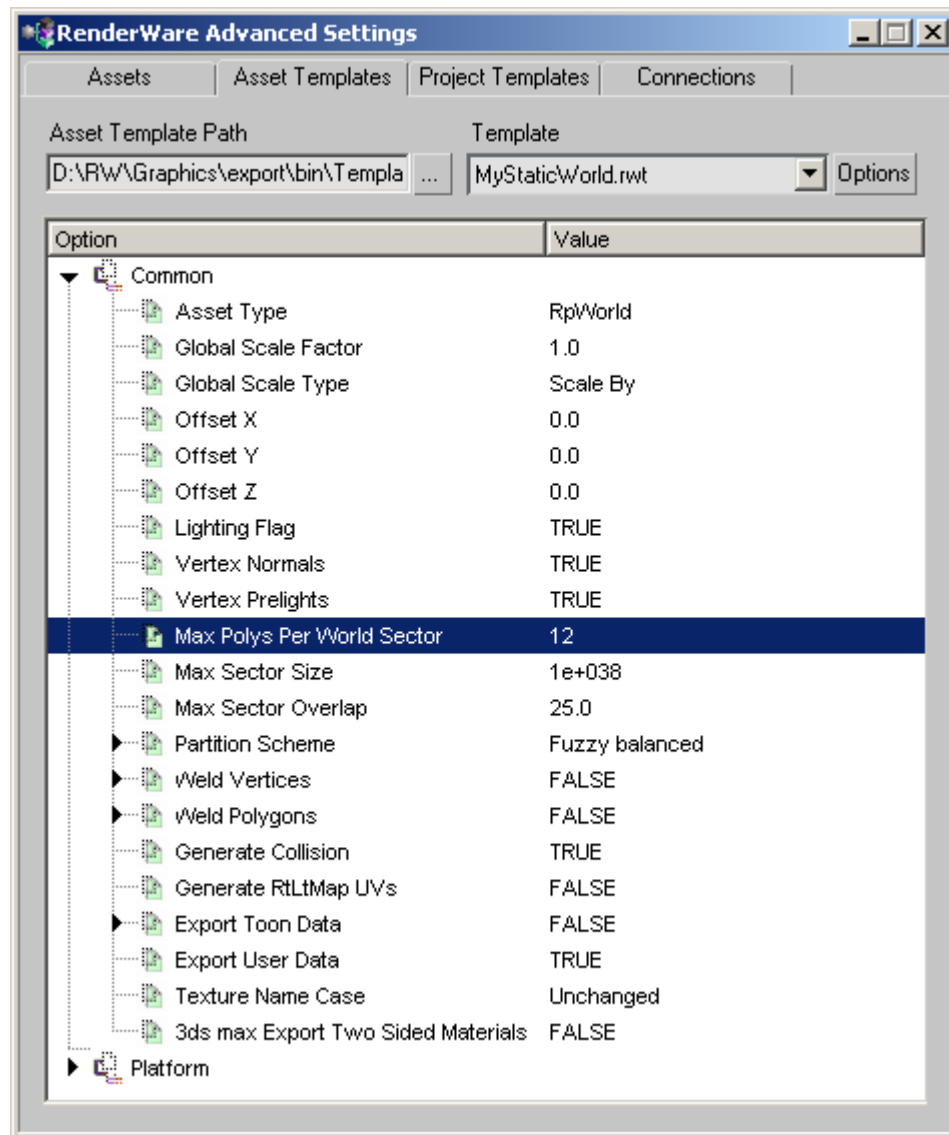 RenderWare Advanced Settings
Assets Asset Templates Project Templates Connections
Asset Template Path Template
D:\RW\Graphics\export\bin\Templa ... MyStaticWorld.rwt Options
Option Value
Common
Asset Type RpWorld
Global Scale Factor 1.0
Global Scale Type Scale By
Offset X 0.0
Offset Y 0.0
Offset Z 0.0
Lighting Flag TRUE
Vertex Normals TRUE
Vertex Prelights TRUE
Max Polys Per World Sector 12
Max Sector Size 1e+038
Max Sector Overlap 25.0
Partition Scheme Fuzzy balanced
Weld Vertices FALSE
Weld Polygons FALSE
Generate Collision TRUE
Generate RtLtMap UVs FALSE
Export Toon Data FALSE
Export User Data TRUE
Texture Name Case Unchanged
3ds max Export Two Sided Materials FALSE
Platform